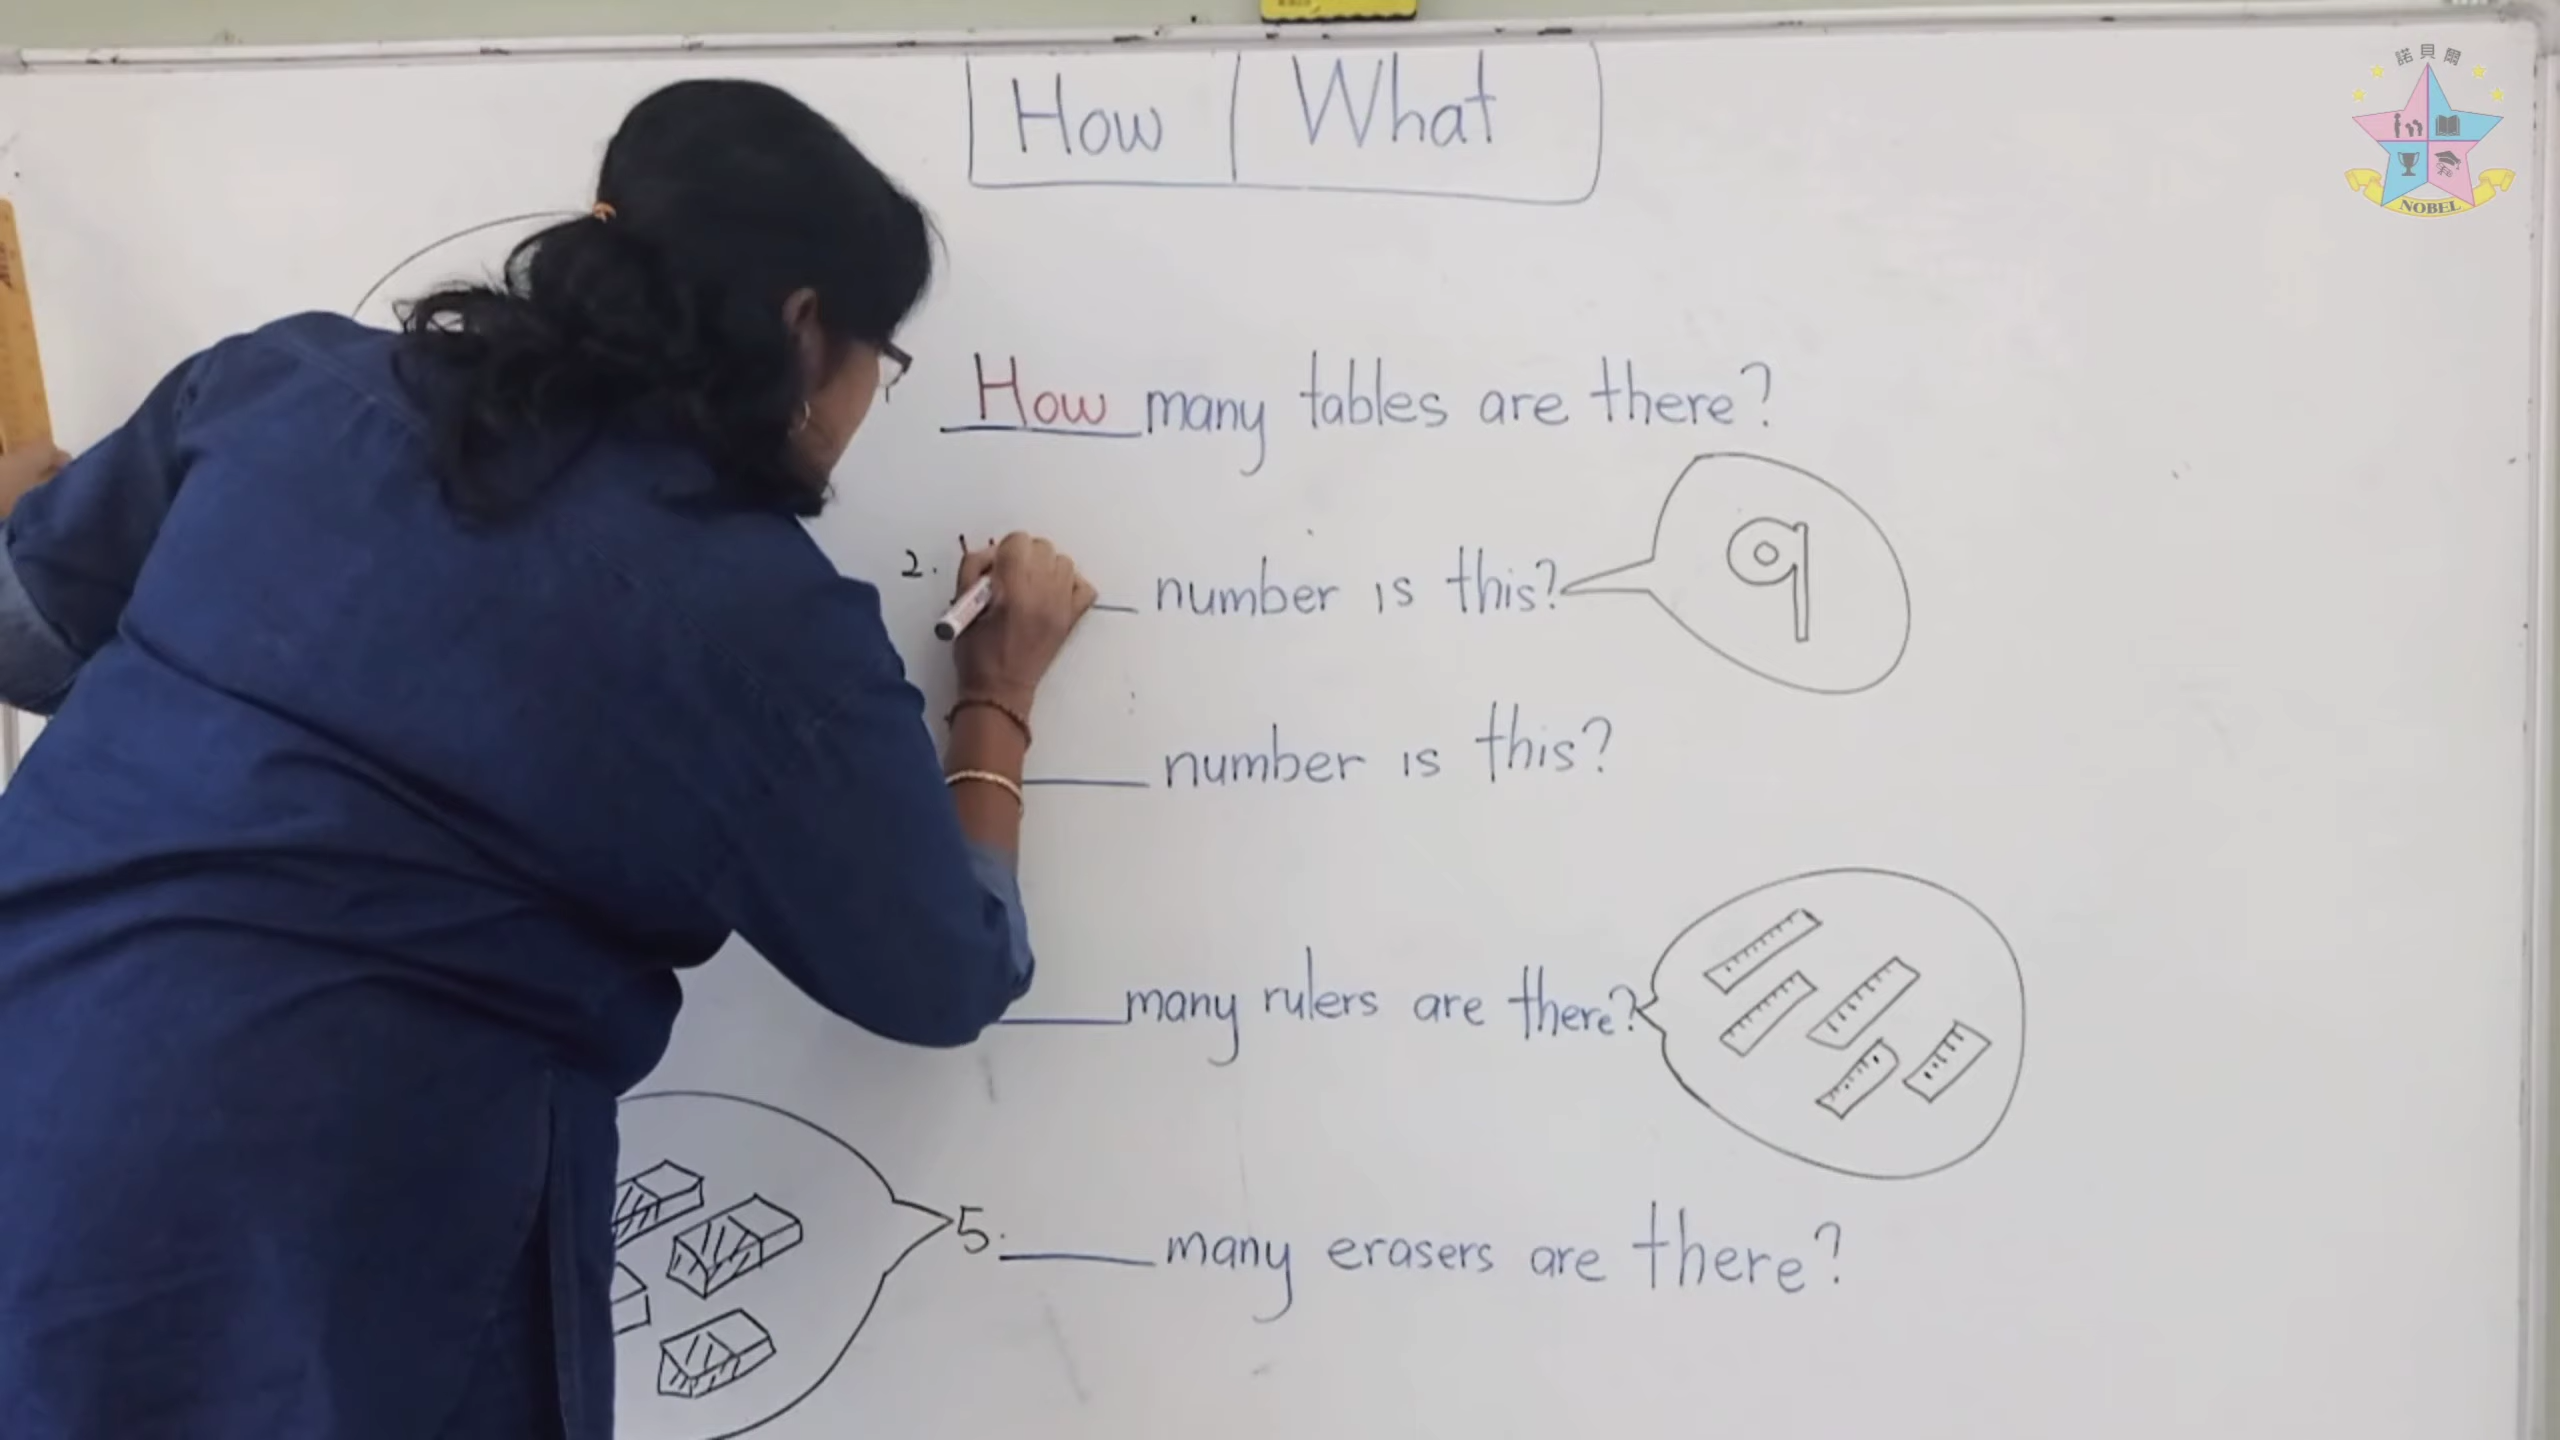 諾貝爾
NOBEL
How What
How many tables are there?
2. number is this? 9
number is this?
many rulers are there?
5. many erasers are there?